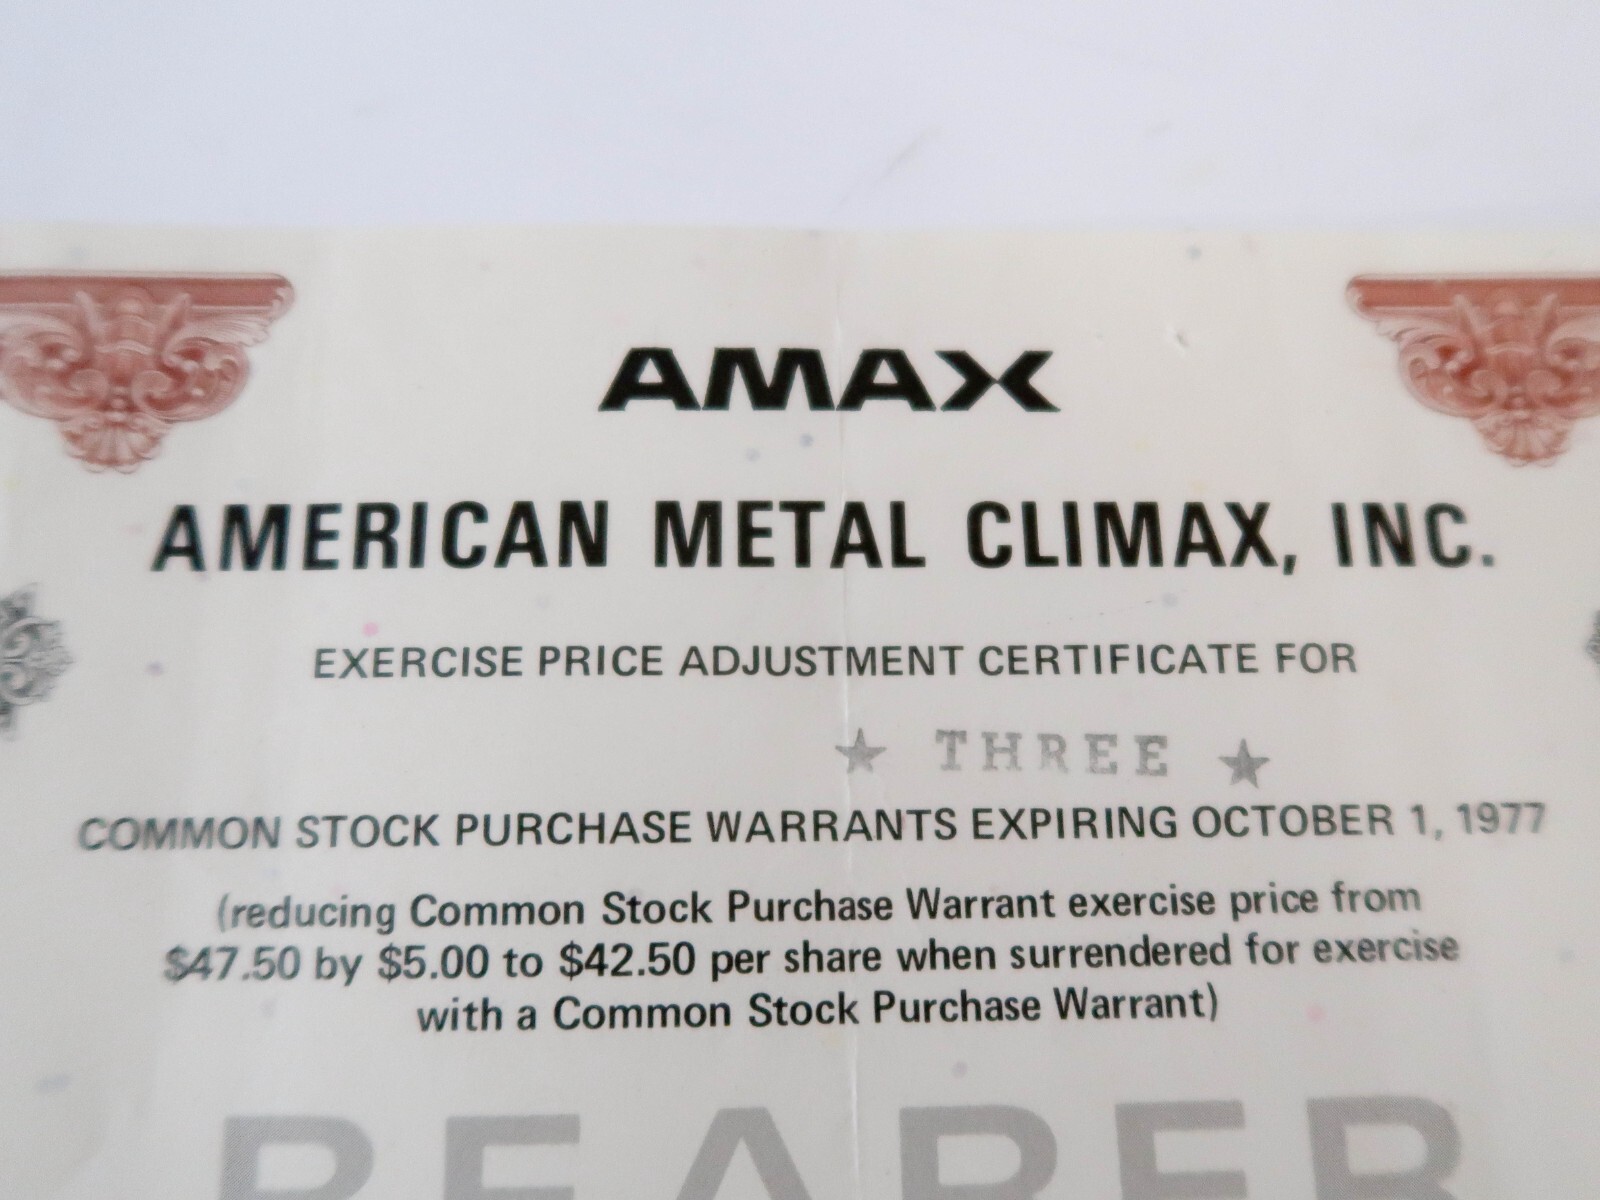 AMAX
AMERICAN METAL CLIMAX, INC.
EXERCISE PRICE ADJUSTMENT CERTIFICATE FOR
★ THREE ★
COMMON STOCK PURCHASE WARRANTS EXPIRING OCTOBER 1, 1977
(reducing Common Stock Purchase Warrant exercise price from
$47.50 by $5.00 to $42.50 per share when surrendered for exercise
with a Common Stock Purchase Warrant)
BEARER